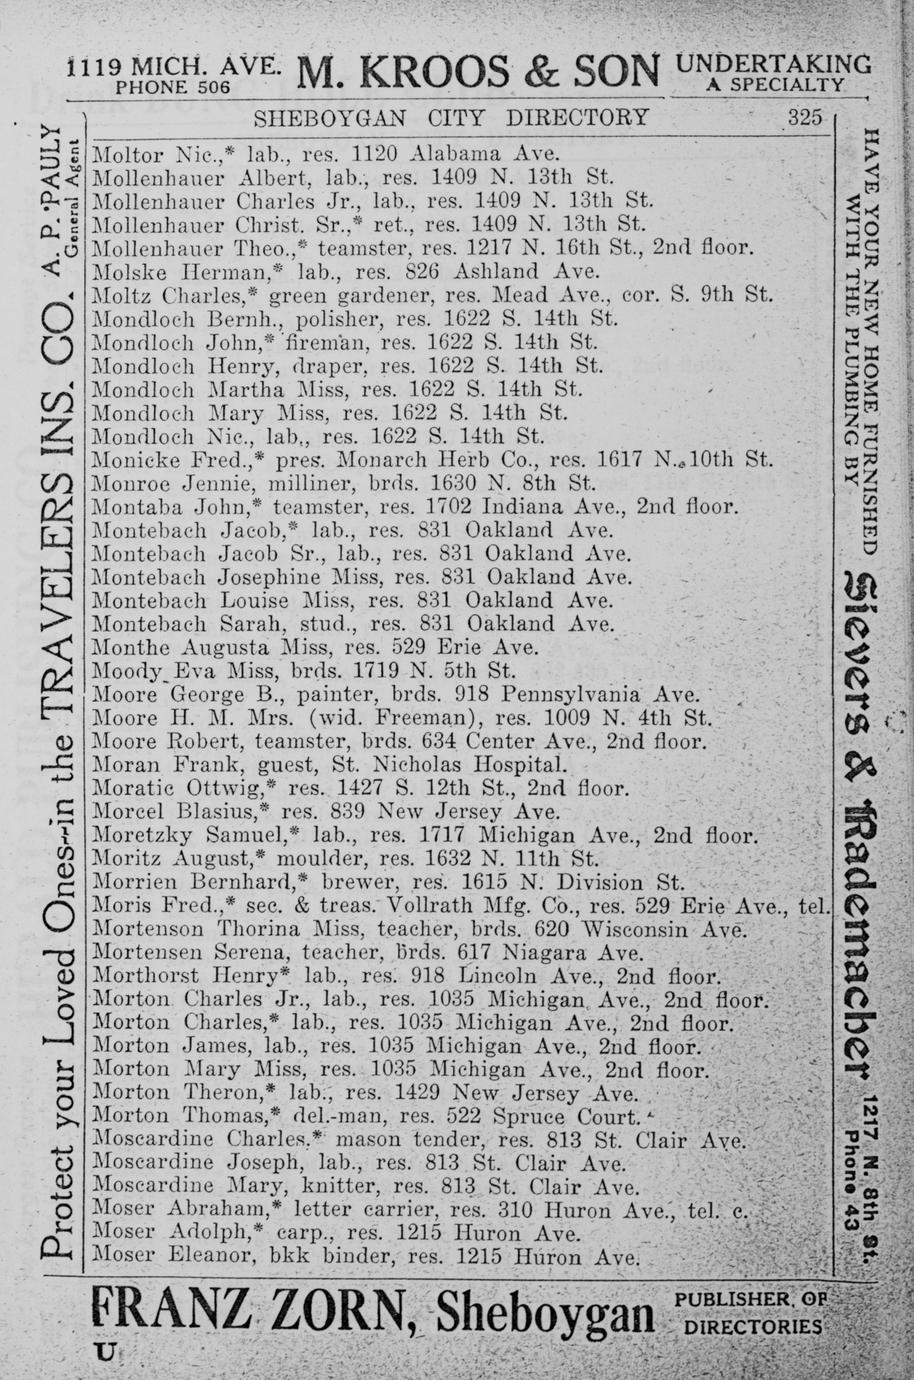 1119 MICH. AVE. M. KROOS & SON UNDERTAKING
PHONE 506 A SPECIALTY
SHEBOYGAN CITY DIRECTORY 325
Moltor Nic.,* lab., res. 1120 Alabama Ave.
Mollenhauer Albert, lab., res. 1409 N. 13th St.
Mollenhauer Charles Jr., lab., res. 1409 N. 13th St.
Mollenhauer Christ. Sr.,* ret., res. 1409 N. 13th St.
Mollenhauer Theo.,* teamster, res. 1217 N. 16th St., 2nd floor.
Molske Herman,* lab., res. 826 Ashland Ave.
Moltz Charles,* green gardener, res. Mead Ave., cor. S. 9th St.
Mondloch Bernh., polisher, res. 1622 S. 14th St.
Mondloch John,* fireman, res. 1622 S. 14th St.
Mondloch Henry, draper, res. 1622 S. 14th St.
Mondloch Martha Miss, res. 1622 S. 14th St.
Mondloch Mary Miss, res. 1622 S. 14th St.
Mondloch Nic., lab., res. 1622 S. 14th St.
Monicke Fred.,* pres. Monarch Herb Co., res. 1617 N. 10th St.
Monroe Jennie, milliner, brds. 1630 N. 8th St.
Montaba John,* teamster, res. 1702 Indiana Ave., 2nd floor.
Montebach Jacob,* lab., res. 831 Oakland Ave.
Montebach Jacob Sr., lab., res. 831 Oakland Ave.
Montebach Josephine Miss, res. 831 Oakland Ave.
Montebach Louise Miss, res. 831 Oakland Ave.
Montebach Sarah, stud., res. 831 Oakland Ave.
Monthe Augusta Miss, res. 529 Erie Ave.
Moody Eva Miss, brds. 1719 N. 5th St.
Moore George B., painter, brds. 918 Pennsylvania Ave.
Moore H. M. Mrs. (wid. Freeman), res. 1009 N. 4th St.
Moore Robert, teamster, brds. 634 Center Ave., 2nd floor.
Moran Frank, guest, St. Nicholas Hospital.
Moratic Ottwig,* res. 1427 S. 12th St., 2nd floor.
Morcel Blasius,* res. 839 New Jersey Ave.
Moretzky Samuel,* lab., res. 1717 Michigan Ave., 2nd floor.
Moritz August,* moulder, res. 1632 N. 11th St.
Morrien Bernhard,* brewer, res. 1615 N. Division St.
Moris Fred.,* sec. & treas. Vollrath Mfg. Co., res. 529 Erie Ave., tel.
Mortenson Thorina Miss, teacher, brds. 620 Wisconsin Ave.
Mortensen Serena, teacher, brds. 617 Niagara Ave.
Morthorst Henry* lab., res. 918 Lincoln Ave., 2nd floor.
Morton Charles Jr., lab., res. 1035 Michigan Ave., 2nd floor.
Morton Charles,* lab., res. 1035 Michigan Ave., 2nd floor.
Morton James, lab., res. 1035 Michigan Ave., 2nd floor.
Morton Mary Miss, res. 1035 Michigan Ave., 2nd floor.
Morton Theron,* lab., res. 1429 New Jersey Ave.
Morton Thomas,* del.-man, res. 522 Spruce Court.
Moscardine Charles.* mason tender, res. 813 St. Clair Ave.
Moscardine Joseph, lab., res. 813 St. Clair Ave.
Moscardine Mary, knitter, res. 813 St. Clair Ave.
Moser Abraham,* letter carrier, res. 310 Huron Ave., tel. c.
Moser Adolph,* carp., res. 1215 Huron Ave.
Moser Eleanor, bkk binder, res. 1215 Huron Ave.
Protect your Loved Ones--in the TRAVELERS INS. CO. A. P. PAULY
General Agent
HAVE YOUR NEW HOME FURNISHED
WITH THE PLUMBING BY
Sievers & Rademacher 1217 N. 8th St.
Phone 43
FRANZ ZORN, Sheboygan PUBLISHER OF
DIRECTORIES
U